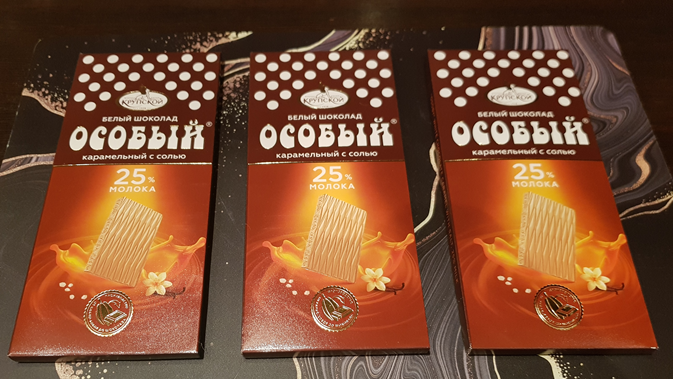 КРУПСКОЙ
БЕЛЫЙ ШОКОЛАД
ОСОБЫЙ®
карамельный с солью
25%
МОЛОКА
КРУПСКОЙ
БЕЛЫЙ ШОКОЛАД
ОСОБЫЙ®
карамельный с солью
25%
МОЛОКА
КРУПСКОЙ
БЕЛЫЙ ШОКОЛАД
ОСОБЫЙ®
карамельный с солью
25%
МОЛОКА